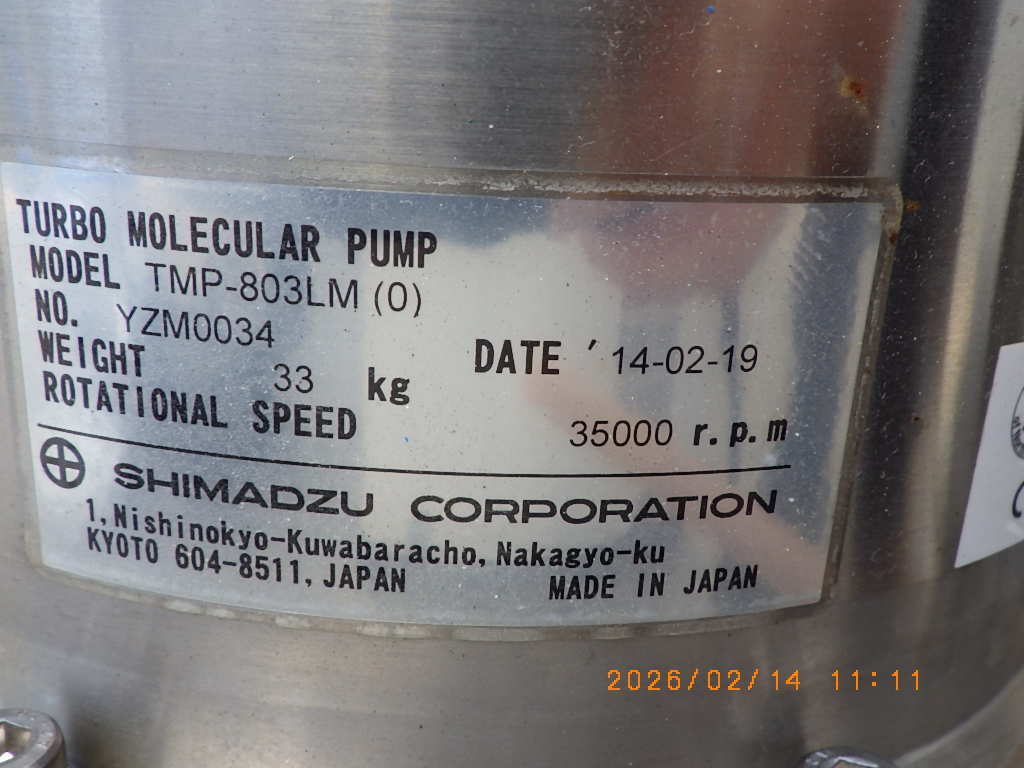 TURBO MOLECULAR PUMP
MODEL TMP-803LM (O)
NO. YZM0034
WEIGHT 33 kg DATE '14-02-19
ROTATIONAL SPEED 35000 r.p.m
SHIMADZU CORPORATION
1, Nishinokyo-Kuwabaracho, Nakagyo-ku
KYOTO 604-8511, JAPAN MADE IN JAPAN
2026/02/14 11:11